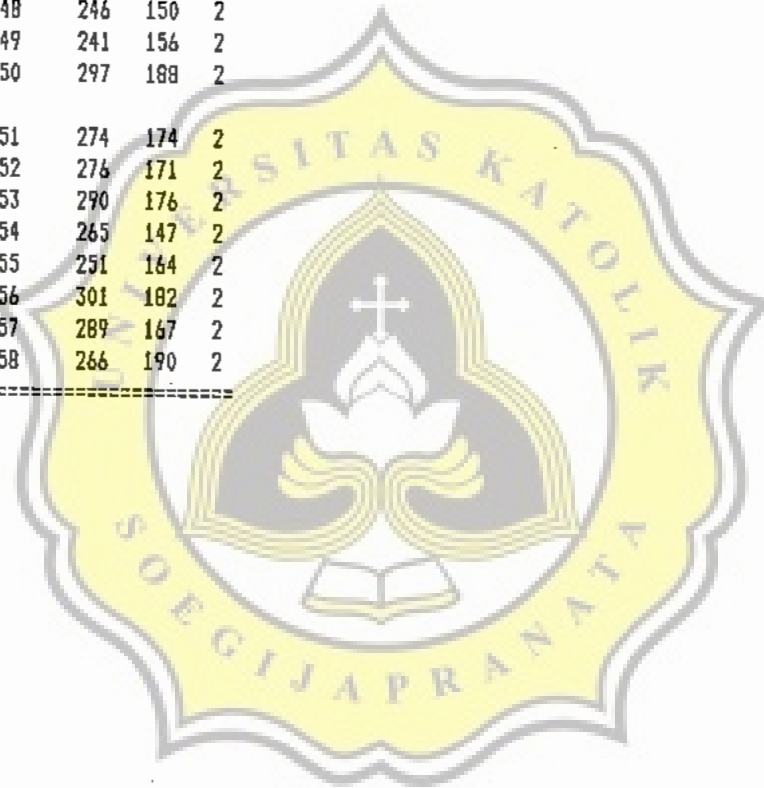 48 246 150 2
49 241 156 2
50 297 188 2
51 274 174 2
52 276 171 2
53 290 176 2
54 265 147 2
55 251 164 2
56 301 182 2
57 289 167 2
58 266 190 2
========================
UNIVERSITAS KATOLIK
SOEGIJAPRANATA